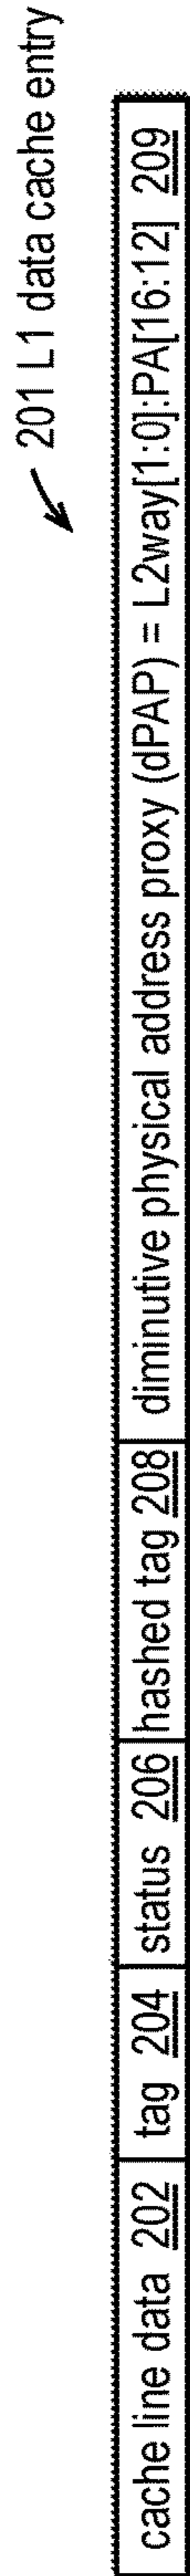 201 L1 data cache entry
cache line data 202 tag 204 status 206 hashed tag 208 diminutive physical address proxy (dPAP) = L2way[1:0]:PA[16:12] 209